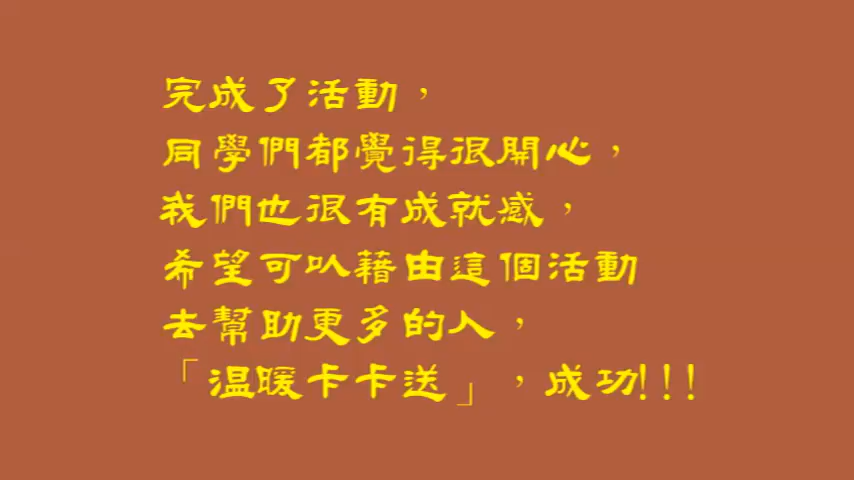 完成了活動，
同學們都覺得很開心，
我們也很有成就感，
希望可以藉由這個活動
去幫助更多的人，
「温暖卡卡送」，成功!!!